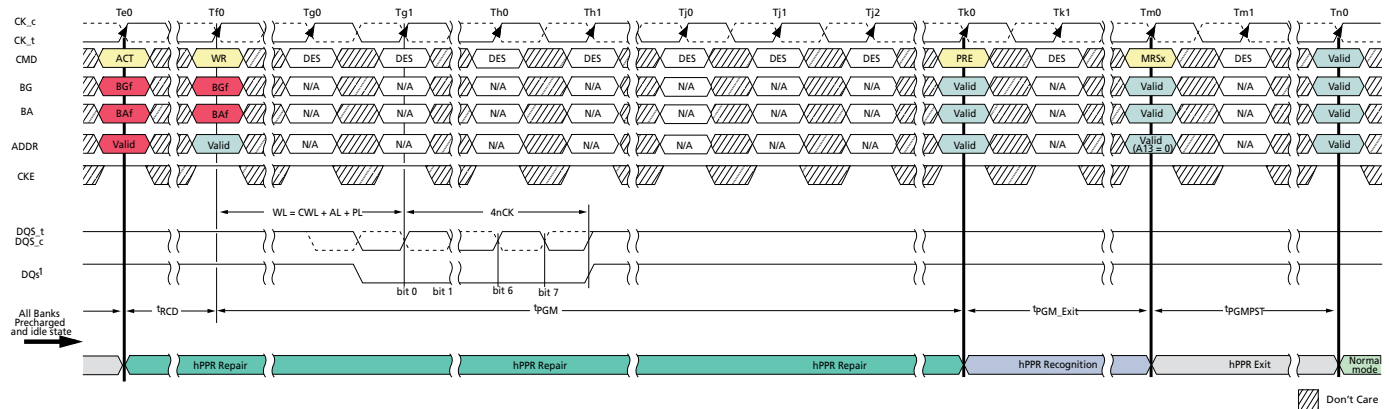 Te0 Tf0 Tg0 Tg1 Th0 Th1 Tj0 Tj1 Tj2 Tk0 Tk1 Tm0 Tm1 Tn0
CK_c
CK_t
CMD ACT WR DES DES DES DES DES DES DES PRE DES MRSx DES Valid
BG BGf BGf N/A N/A N/A N/A N/A N/A N/A Valid N/A Valid N/A Valid
BA BAf BAf N/A N/A N/A N/A N/A N/A N/A Valid N/A Valid N/A Valid
ADDR Valid Valid N/A N/A N/A N/A N/A N/A N/A Valid N/A Valid (A13 = 0) N/A Valid
CKE
WL = CWL + AL + PL 4nCK
DQS_t
DQS_c
DQs1
bit 0 bit 1 bit 6 bit 7
All Banks
Precharged
and idle state
tRCD tPGM tPGM_Exit tPGMPST
hPPR Repair hPPR Repair hPPR Repair hPPR Recognition hPPR Exit Normal
mode
Don't Care